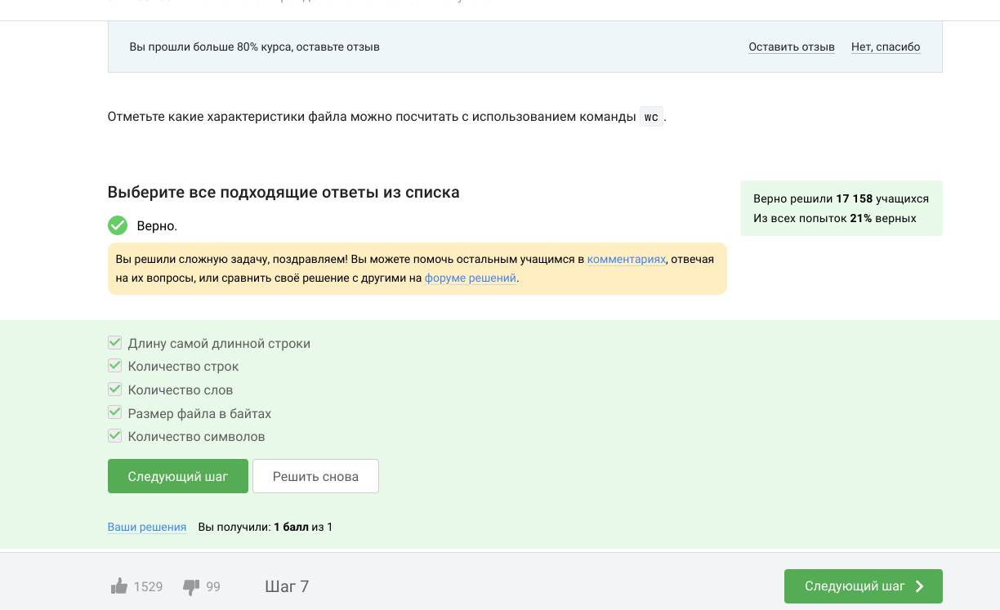 Вы прошли больше 80% курса, оставьте отзыв
Оставить отзыв Нет, спасибо
Отметьте какие характеристики файла можно посчитать с использованием команды wc.
Выберите все подходящие ответы из списка
Верно решили 17 158 учащихся
Из всех попыток 21% верных
Верно.
Вы решили сложную задачу, поздравляем! Вы можете помочь остальным учащимся в комментариях, отвечая
на их вопросы, или сравнить своё решение с другими на форуме решений.
Длину самой длинной строки
Количество строк
Количество слов
Размер файла в байтах
Количество символов
Следующий шаг Решить снова
Ваши решения Вы получили: 1 балл из 1
1529 99 Шаг 7 Следующий шаг